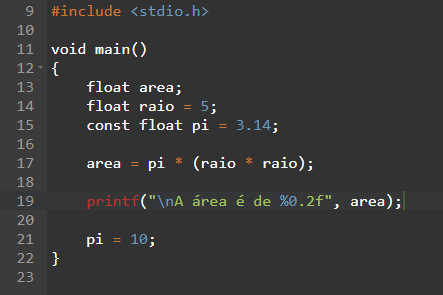 9 #include <stdio.h>
10
11 void main()
12 {
13     float area;
14     float raio = 5;
15     const float pi = 3.14;
16
17     area = pi * (raio * raio);
18
19     printf("\nA área é de %0.2f", area);
20
21     pi = 10;
22 }
23